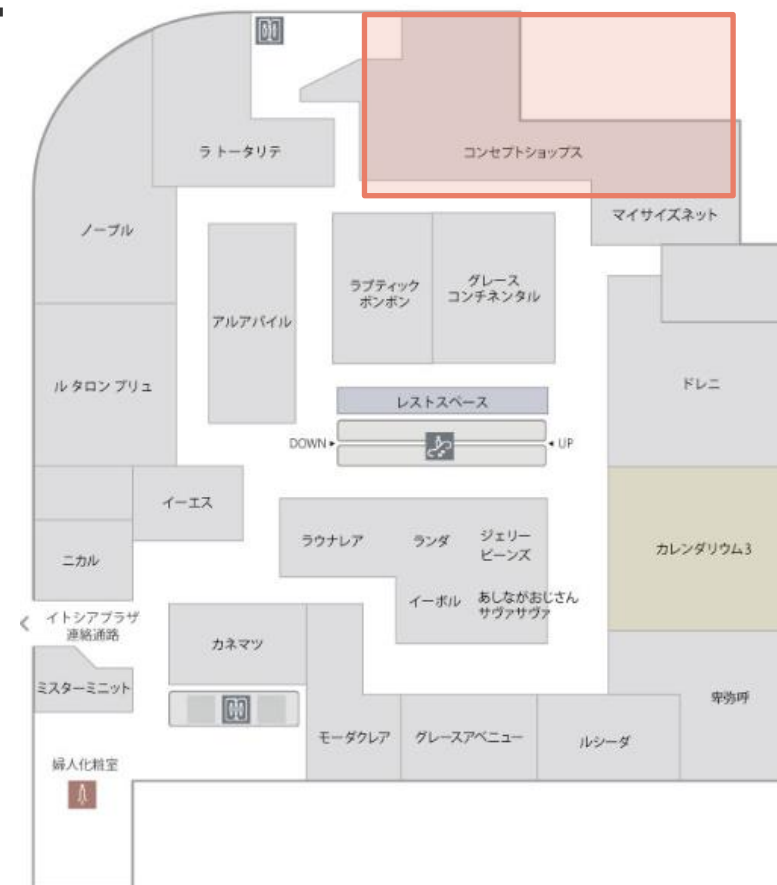 ラ トータリテ
コンセプトショップス
マイサイズネット
ノーブル
ラブティック
ボンボン
グレース
コンチネンタル
アルアバイル
ル タロン ブリュ
ドレニ
レストスペース
DOWN
UP
イーエス
ラウナレア
ランダ
ジェリー
ビーンズ
カレンダリウム3
ニカル
イーボル
あしながおじさん
サヴァサヴァ
イトシアプラザ
連絡通路
カネマツ
ミスターミニット
卑弥呼
モーダクレア
グレースアベニュー
ルシーダ
婦人化粧室